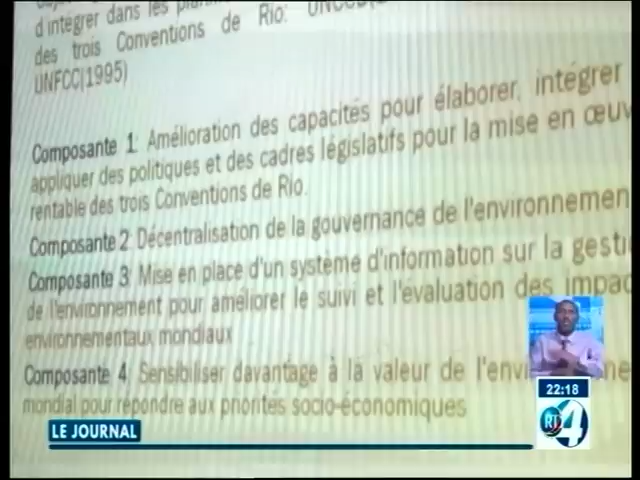 d'intégrer dans les
des trois Conventions de Rio:
UNFCC(1995)
Composante 1: Amélioration des capacités pour élaborer, intégrer
appliquer des politiques et des cadres législatifs pour la mise en œuv
rentable des trois Conventions de Rio.
Composante 2: Décentralisation de la gouvernance de l'environnemen
Composante 3: Mise en place d'un système d'information sur la gesti
de l'environnement pour améliorer le suivi et l'évaluation des impac
environnementaux mondiaux
Composante 4: Sensibiliser davantage à la valeur de l'envi
mondial pour répondre aux priorités socio-économiques
22:18
RT 4
LE JOURNAL